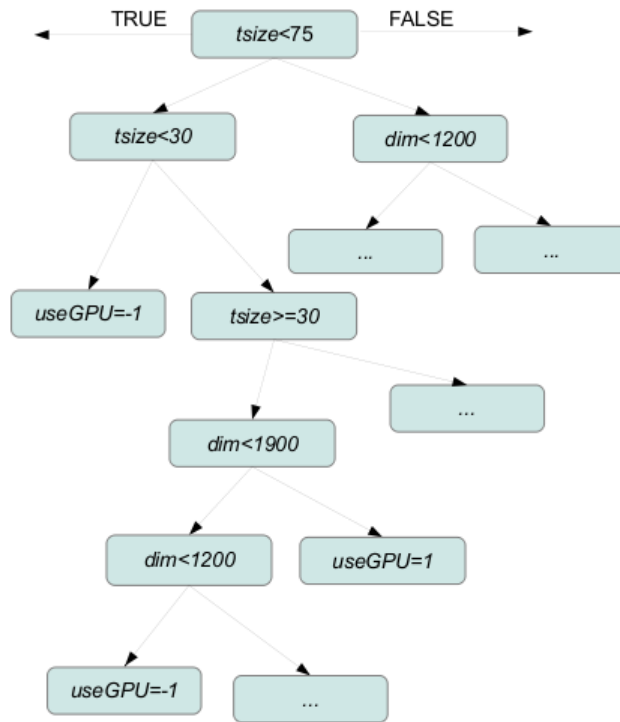 TRUE
tsize<75
FALSE
tsize<30
dim<1200
...
...
useGPU=-1
tsize>=30
...
dim<1900
dim<1200
useGPU=1
useGPU=-1
...